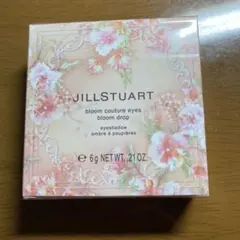 JILLSTUART
bloom couture eyes
bloom drop
eyeshadow
ombre à paupières
℮ 6g NET WT. .21 OZ.